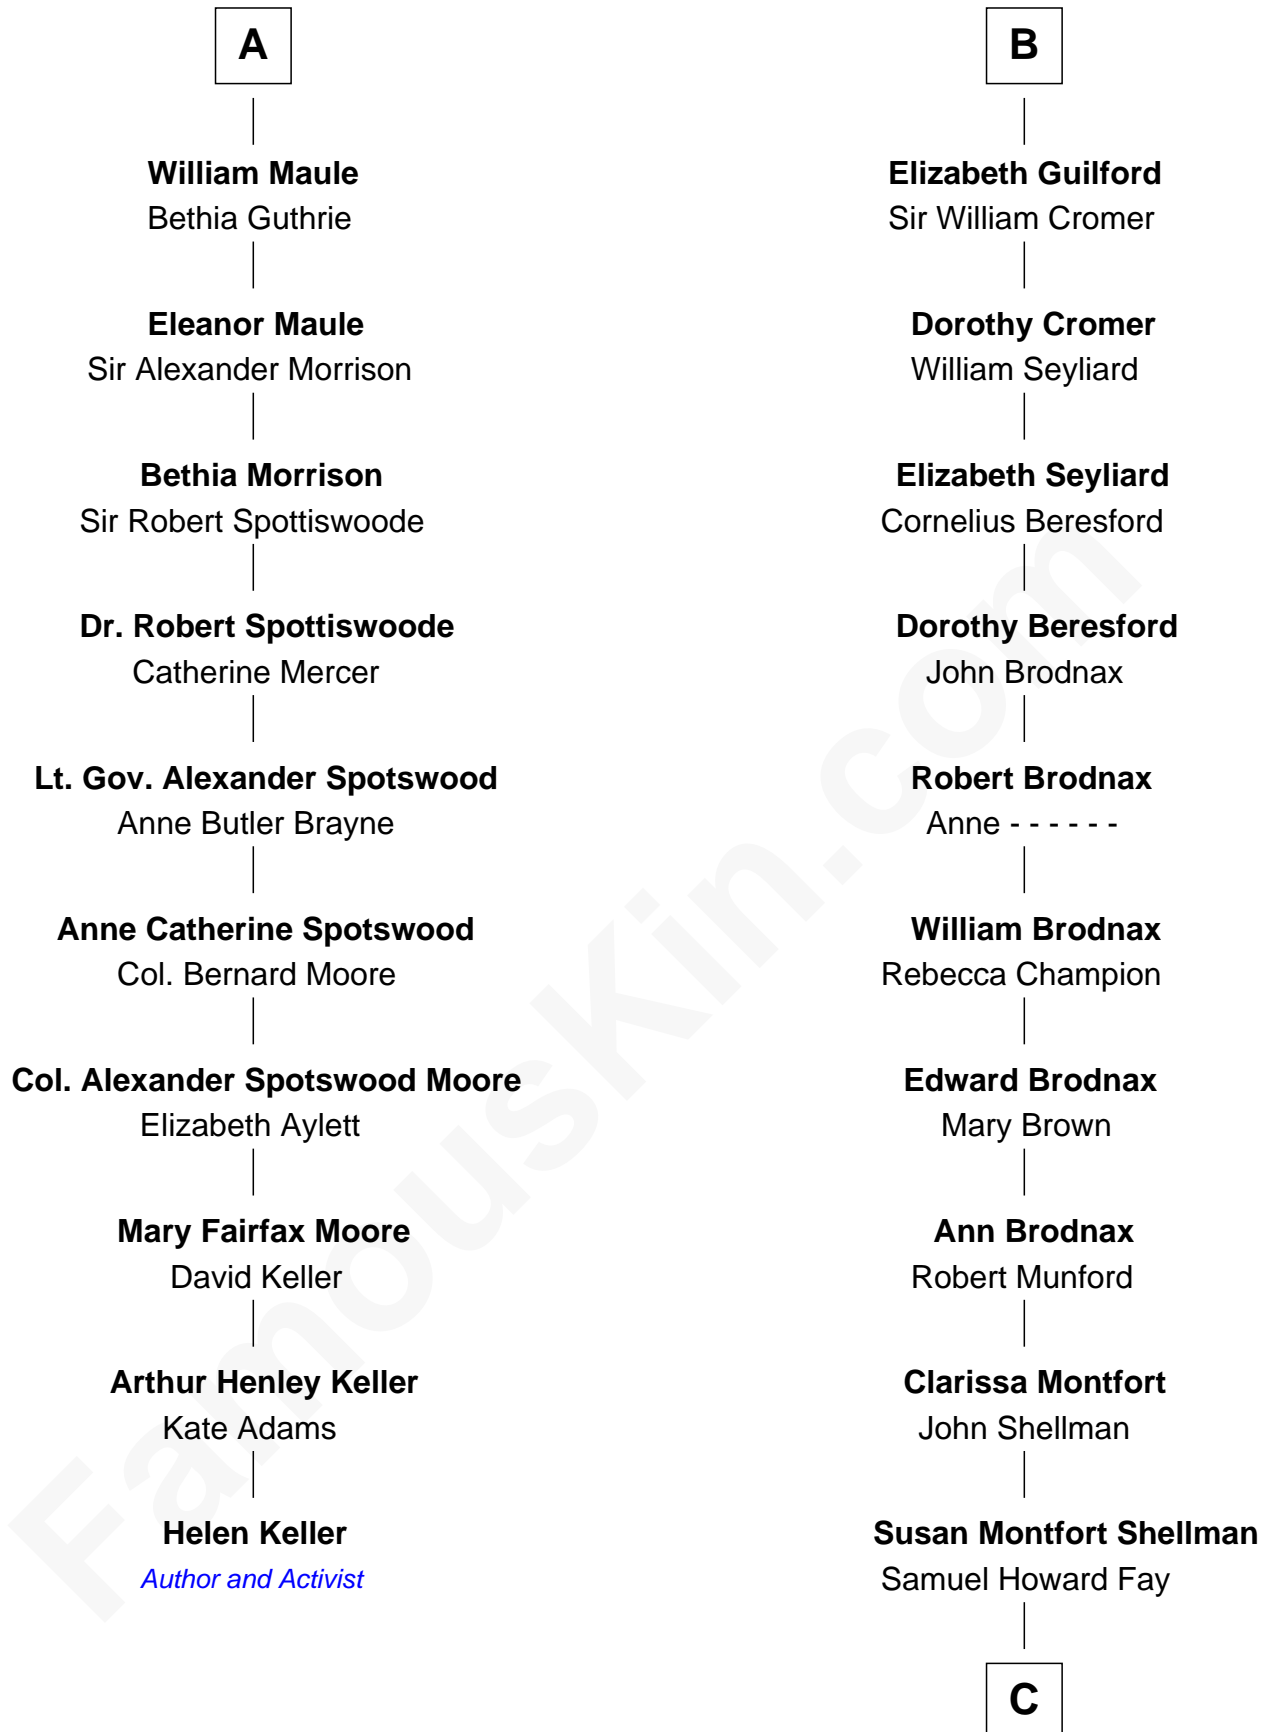 A
William Maule
Bethia Guthrie
Eleanor Maule
Sir Alexander Morrison
Bethia Morrison
Sir Robert Spottiswoode
Dr. Robert Spottiswoode
Catherine Mercer
Lt. Gov. Alexander Spotswood
Anne Butler Brayne
Anne Catherine Spotswood
Col. Bernard Moore
Col. Alexander Spotswood Moore
Elizabeth Aylett
Mary Fairfax Moore
David Keller
Arthur Henley Keller
Kate Adams
Helen Keller
Author and Activist
B
Elizabeth Guilford
Sir William Cromer
Dorothy Cromer
William Seyliard
Elizabeth Seyliard
Cornelius Beresford
Dorothy Beresford
John Brodnax
Robert Brodnax
Anne - - - - - -
William Brodnax
Rebecca Champion
Edward Brodnax
Mary Brown
Ann Brodnax
Robert Munford
Clarissa Montfort
John Shellman
Susan Montfort Shellman
Samuel Howard Fay
C
FamousKin.com